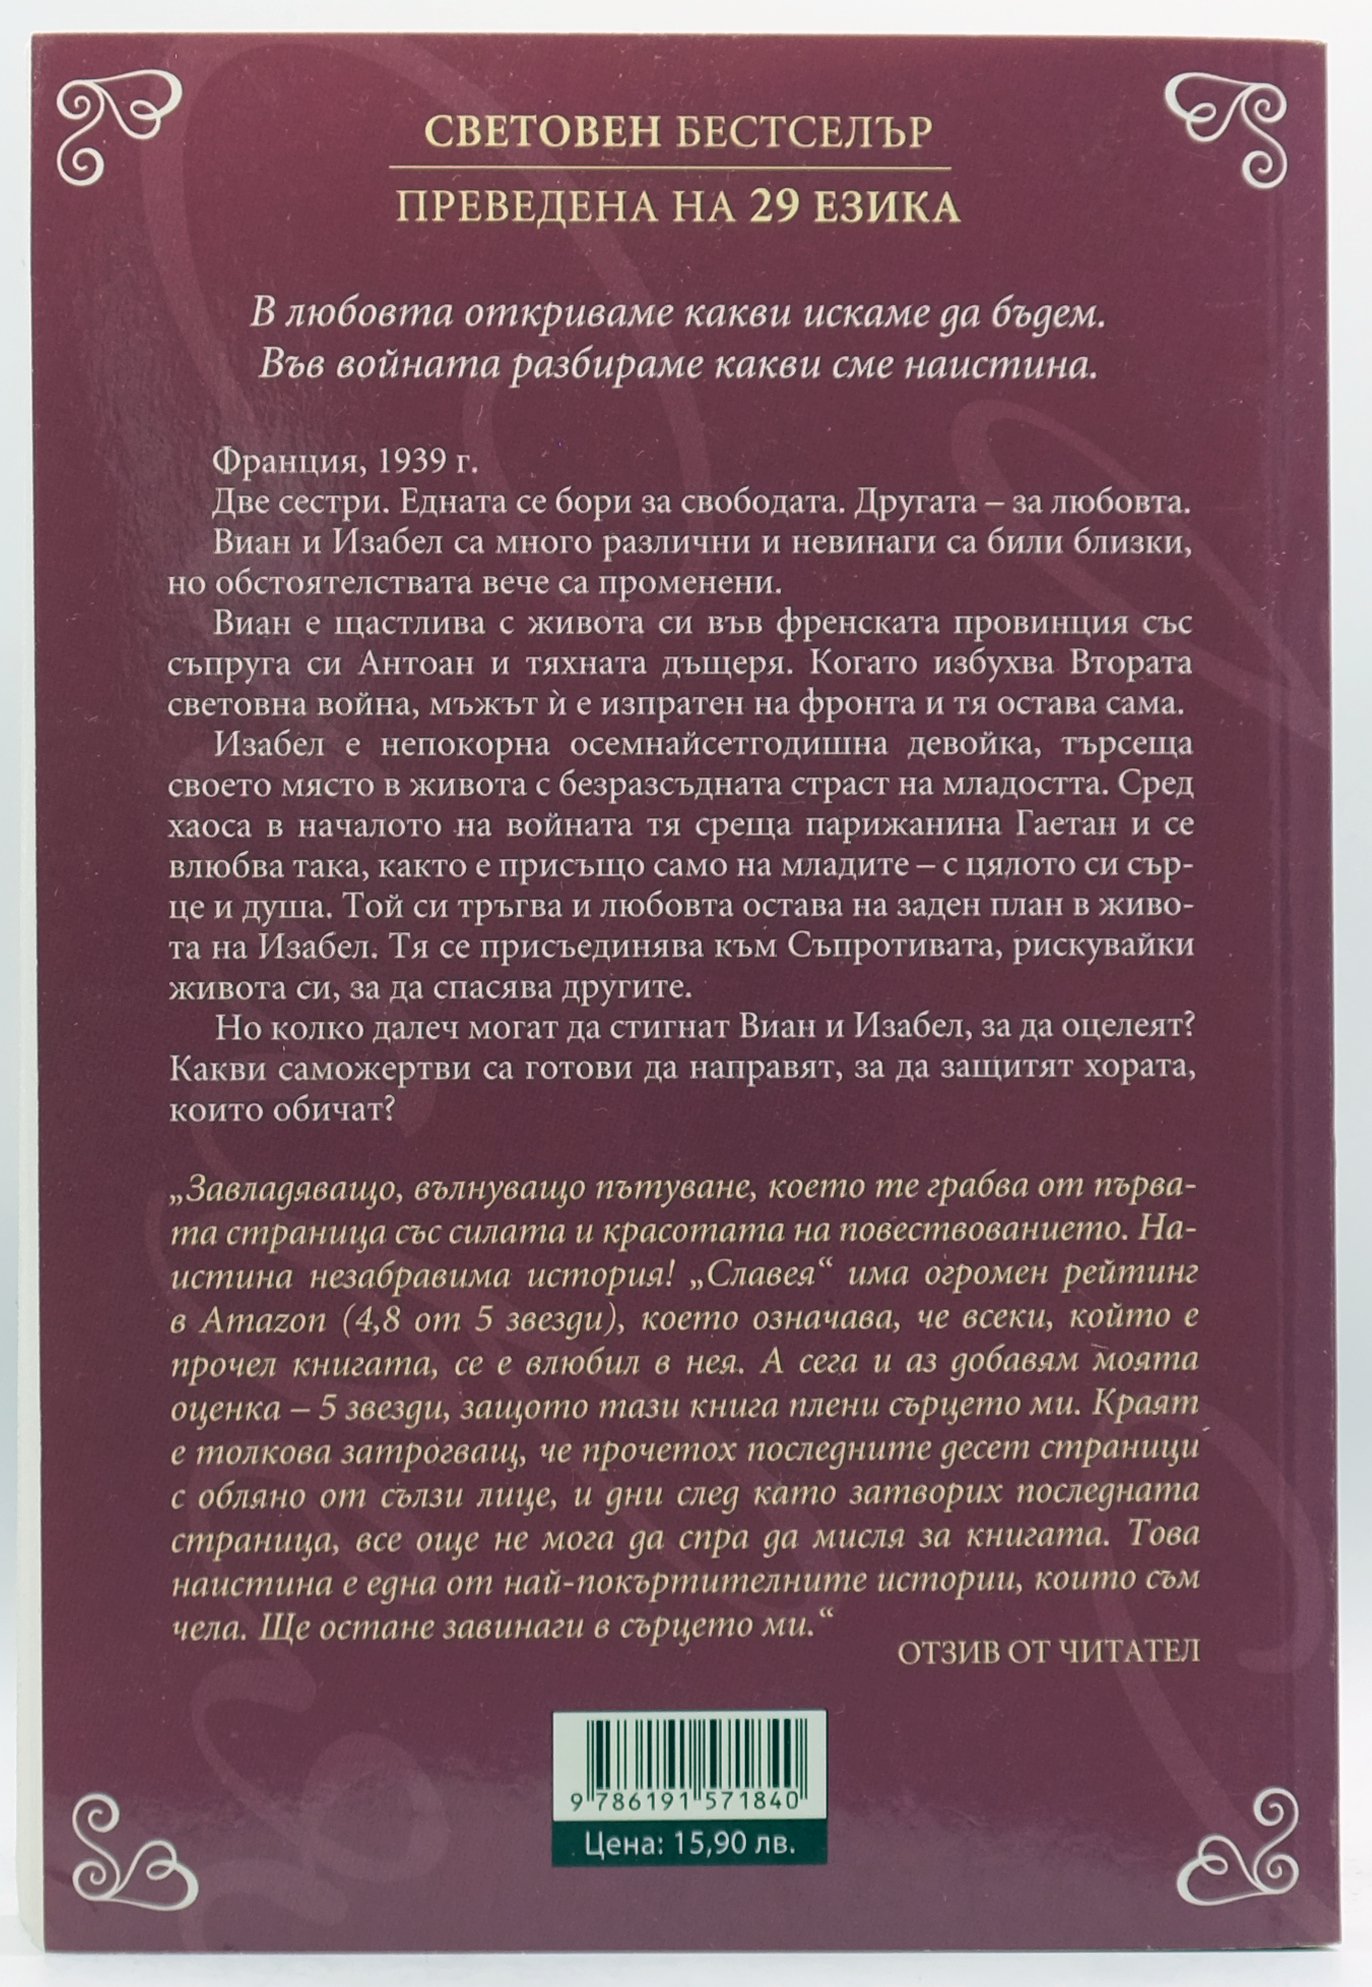 СВЕТОВЕН БЕСТСЕЛЪР
ПРЕВЕДЕНА НА 29 ЕЗИКА
В любовта откриваме какви искаме да бъдем.
Във войната разбираме какви сме наистина.
Франция, 1939 г.
Две сестри. Едната се бори за свободата. Другата – за любовта.
Виан и Изабел са много различни и невинаги са били близки,
но обстоятелствата вече са променени.
Виан е щастлива с живота си във френската провинция със
съпруга си Антоан и тяхната дъщеря. Когато избухва Втората
световна война, мъжът ѝ е изпратен на фронта и тя остава сама.
Изабел е непокорна осемнайсетгодишна девойка, търсеща
своето място в живота с безразсъдната страст на младостта. Сред
хаоса в началото на войната тя среща парижанина Гаетан и се
влюбва така, както е присъщо само на младите – с цялото си сър-
це и душа. Той си тръгва и любовта остава на заден план в живо-
та на Изабел. Тя се присъединява към Съпротивата, рискувайки
живота си, за да спасява другите.
Но колко далеч могат да стигнат Виан и Изабел, за да оцелеят?
Какви саможертви са готови да направят, за да защитят хората,
които обичат?
„Завладяващо, вълнуващо пътуване, което те грабва от първа-
та страница със силата и красотата на повествованието. На-
истина незабравима история! „Славея“ има огромен рейтинг
в Amazon (4,8 от 5 звезди), което означава, че всеки, който е
прочел книгата, се е влюбил в нея. А сега и аз добавям моята
оценка – 5 звезди, защото тази книга плени сърцето ми. Краят
е толкова затрогващ, че прочетох последните десет страници
с обляно от сълзи лице, и дни след като затворих последната
страница, все още не мога да спра да мисля за книгата. Това
наистина е една от най-покъртителните истории, които съм
чела. Ще остане завинаги в сърцето ми.“
ОТЗИВ ОТ ЧИТАТЕЛ
9 786191 571840
Цена: 15,90 лв.